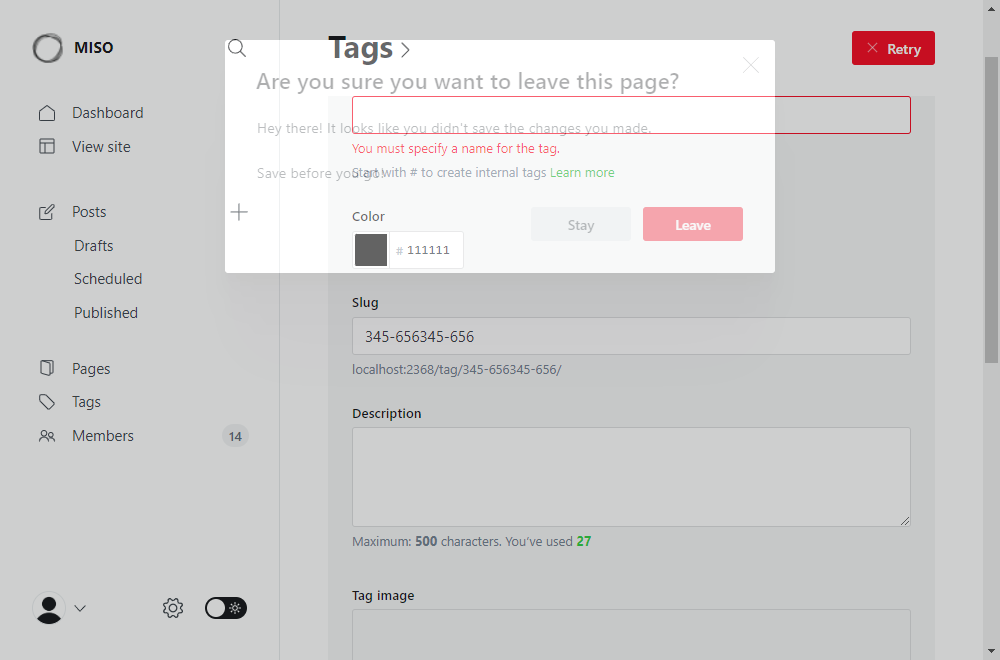 MISO
Tags
Retry
Are you sure you want to leave this page?
Dashboard
Hey there! It looks like you didn't save the changes you made.
View site
You must specify a name for the tag.
Save before you go!
Start with # to create internal tags Learn more
Posts
Color
Stay
Leave
Drafts
# 111111
Scheduled
Slug
Published
345-656345-656
Pages
localhost:2368/tag/345-656345-656/
Tags
Description
Members
14
Maximum: 500 characters. You've used 27
Tag image